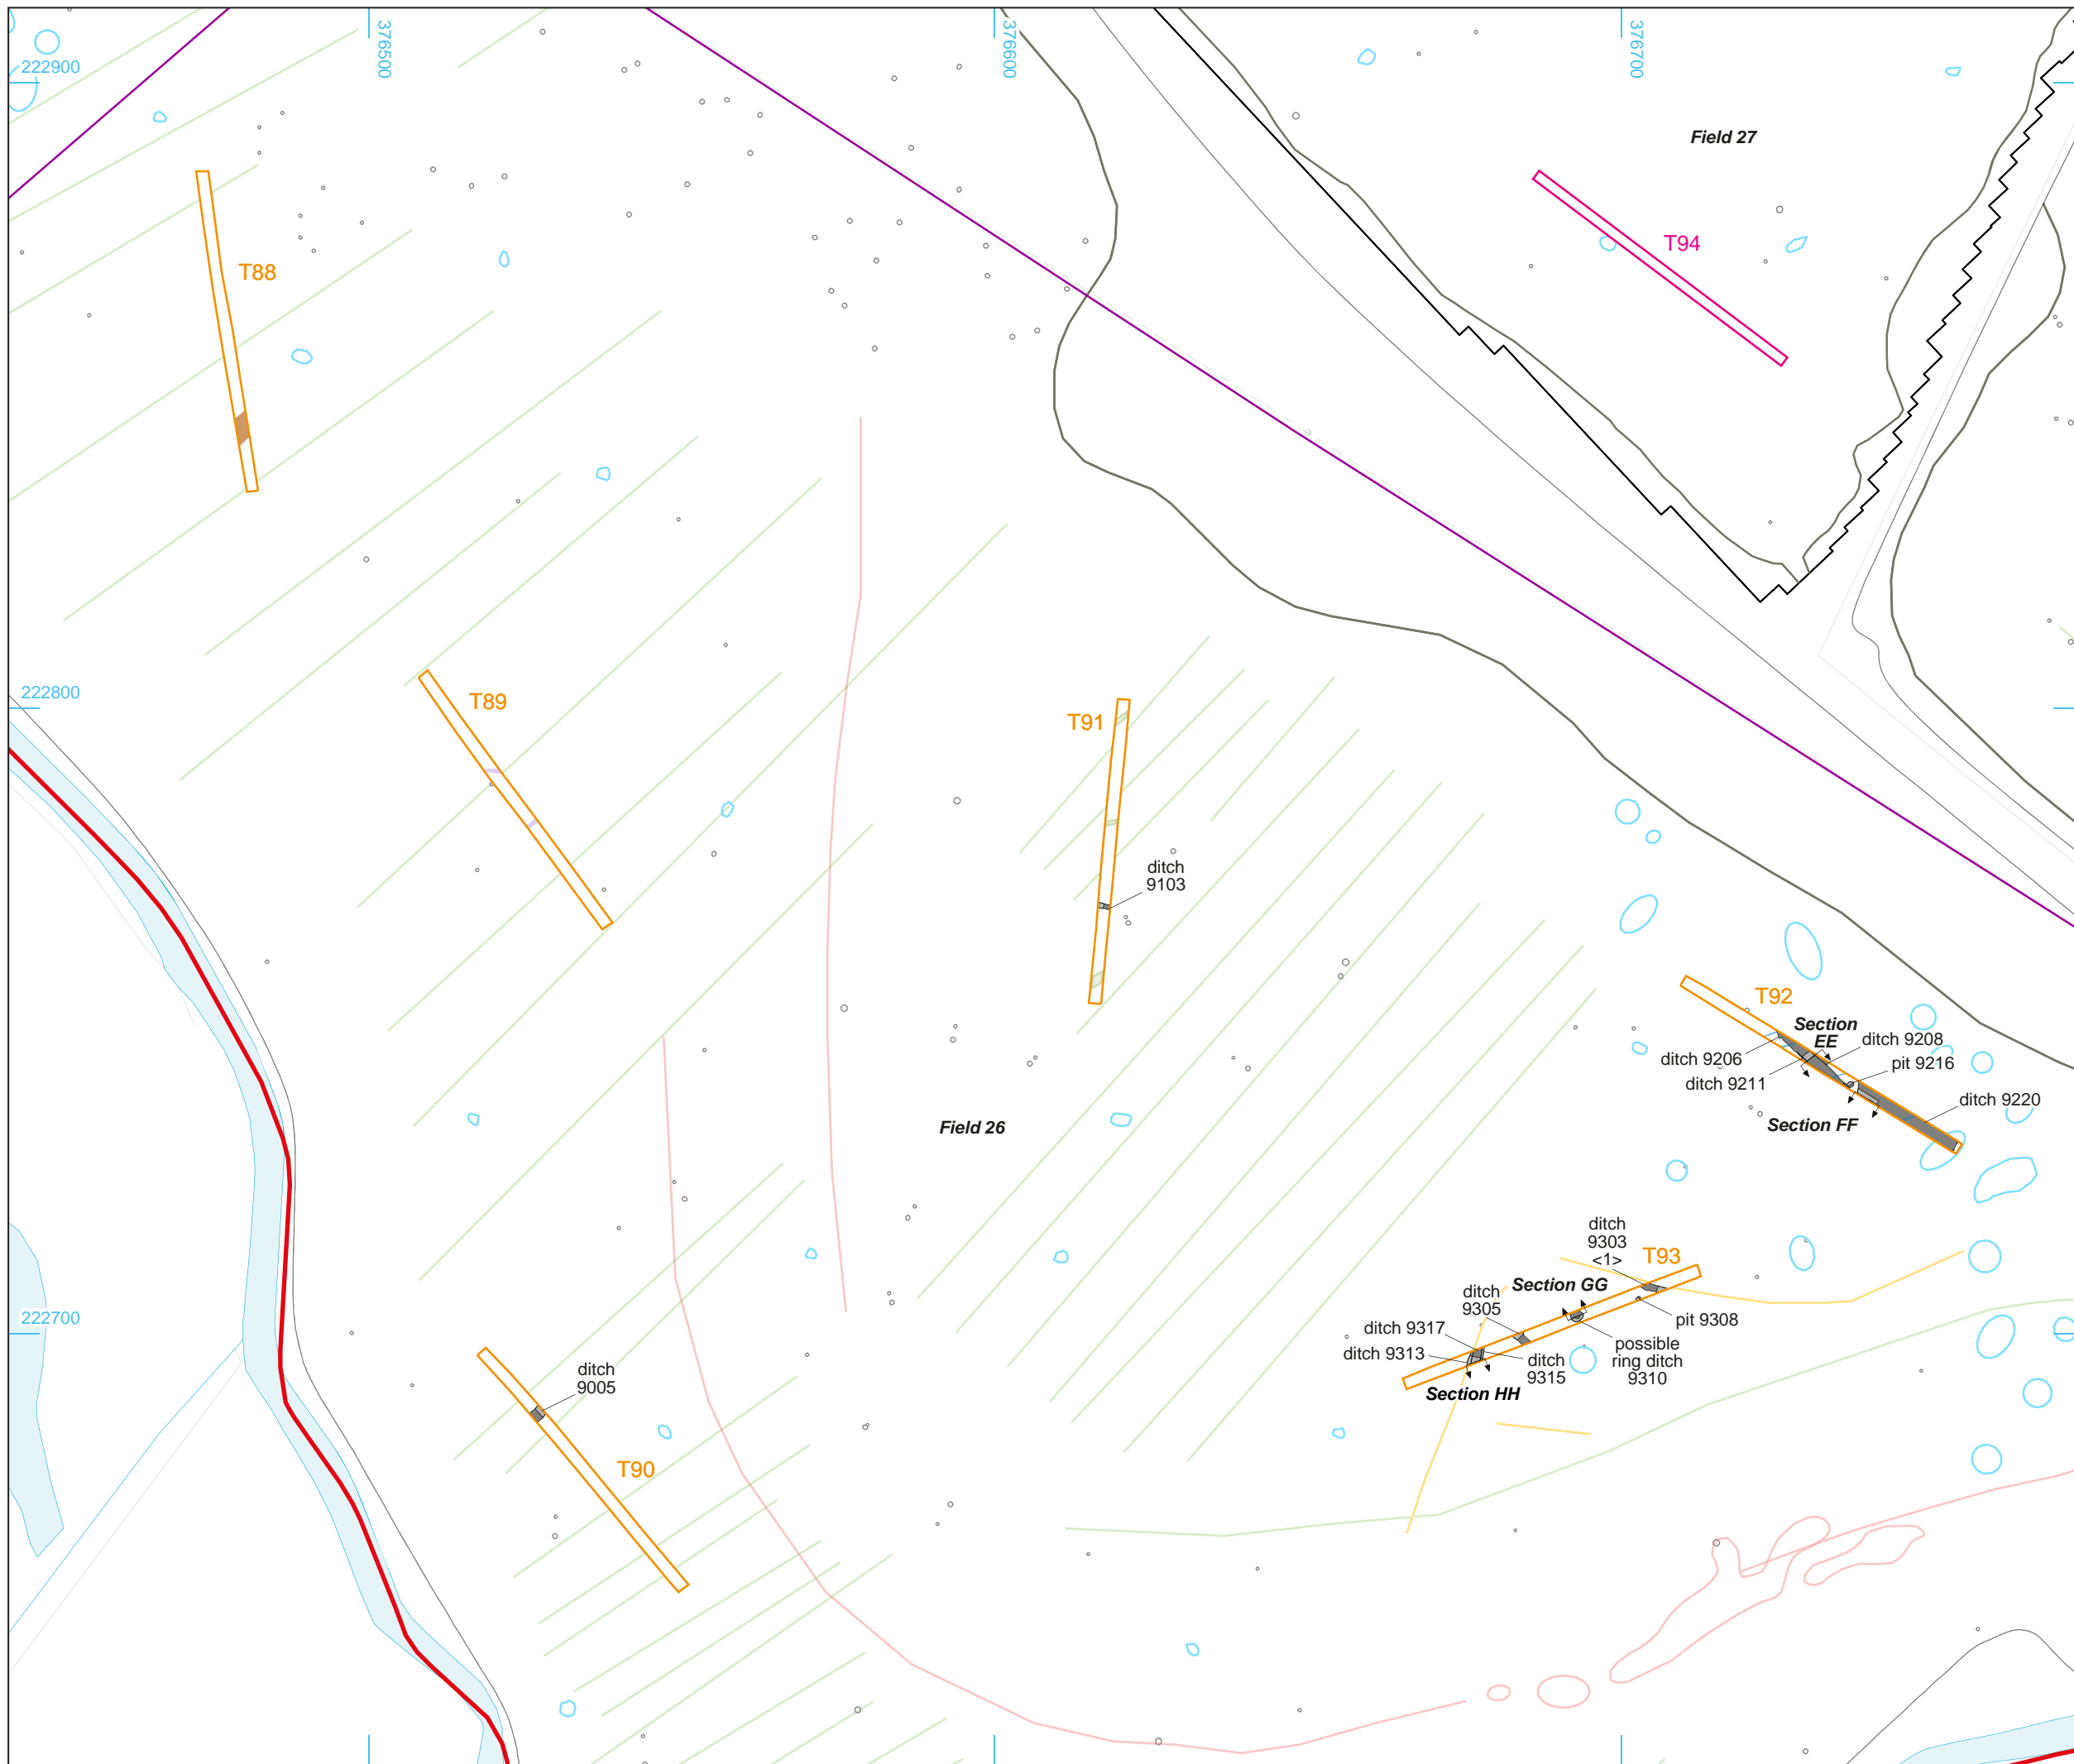 376500
376600
376700
222900
Field 27
T94
T88
222800
T89
T91
ditch
9103
T92
Section
EE
ditch 9208
ditch 9206
pit 9216
ditch 9211
ditch 9220
Section FF
Field 26
ditch
9303
<1>
T93
Section GG
ditch
9305
pit 9308
222700
ditch 9317
ditch 9313
possible
ring ditch
9310
ditch
9315
Section HH
ditch
9005
T90